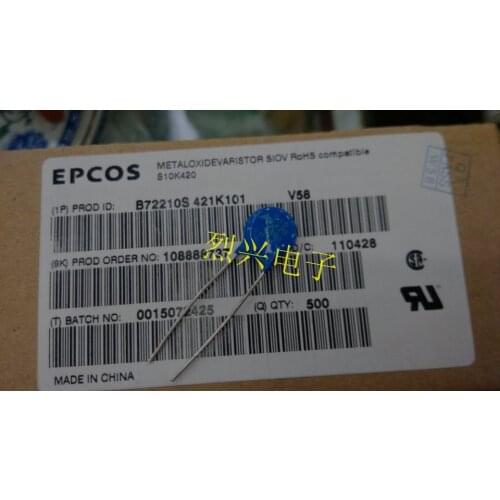 EPCOS
METALOXIDEVARISTOR SIOV RoHS compatible
S10K420
(1P) PROD ID: B72210S 421K101 V56
烈兴电子
(9K) PROD ORDER NO: D/C: 110428
(T) BATCH NO: (Q) QTY: 500
MADE IN CHINA